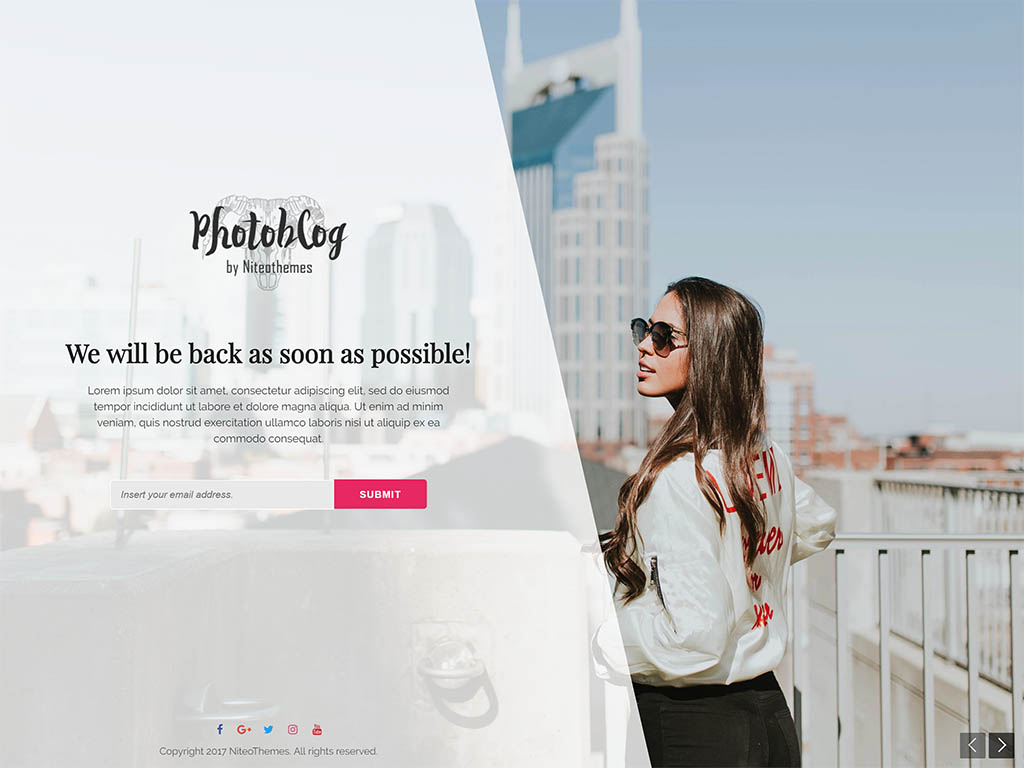 Photoblog
by Niteothemes
We will be back as soon as possible!
Lorem ipsum dolor sit amet, consectetur adipiscing elit, sed do eiusmod
tempor incididunt ut labore et dolore magna aliqua. Ut enim ad minim
veniam, quis nostrud exercitation ullamco laboris nisi ut aliquip ex ea
commodo consequat.
Insert your email address.
SUBMIT
Copyright 2017 NiteoThemes. All rights reserved.